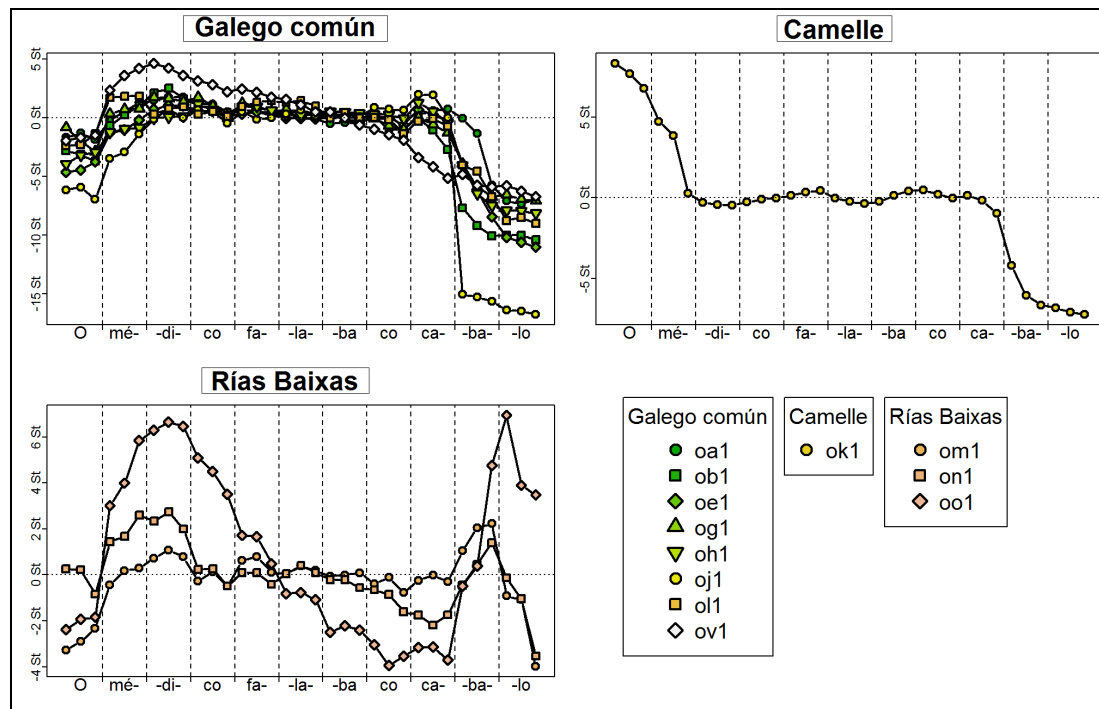 Galego común
5 St
0 St
-5 St
-10 St
-15 St
O mé- -di- co fa- -la- -ba co ca- -ba- -lo
Camelle
5 St
0 St
-5 St
O mé- -di- co fa- -la- -ba co ca- -ba- -lo
Rías Baixas
6 St
4 St
2 St
0 St
-2 St
-4 St
O mé- -di- co fa- -la- -ba co ca- -ba- -lo
Galego común
oa1
ob1
oe1
og1
oh1
oj1
ol1
ov1
Camelle
ok1
Rías Baixas
om1
on1
oo1